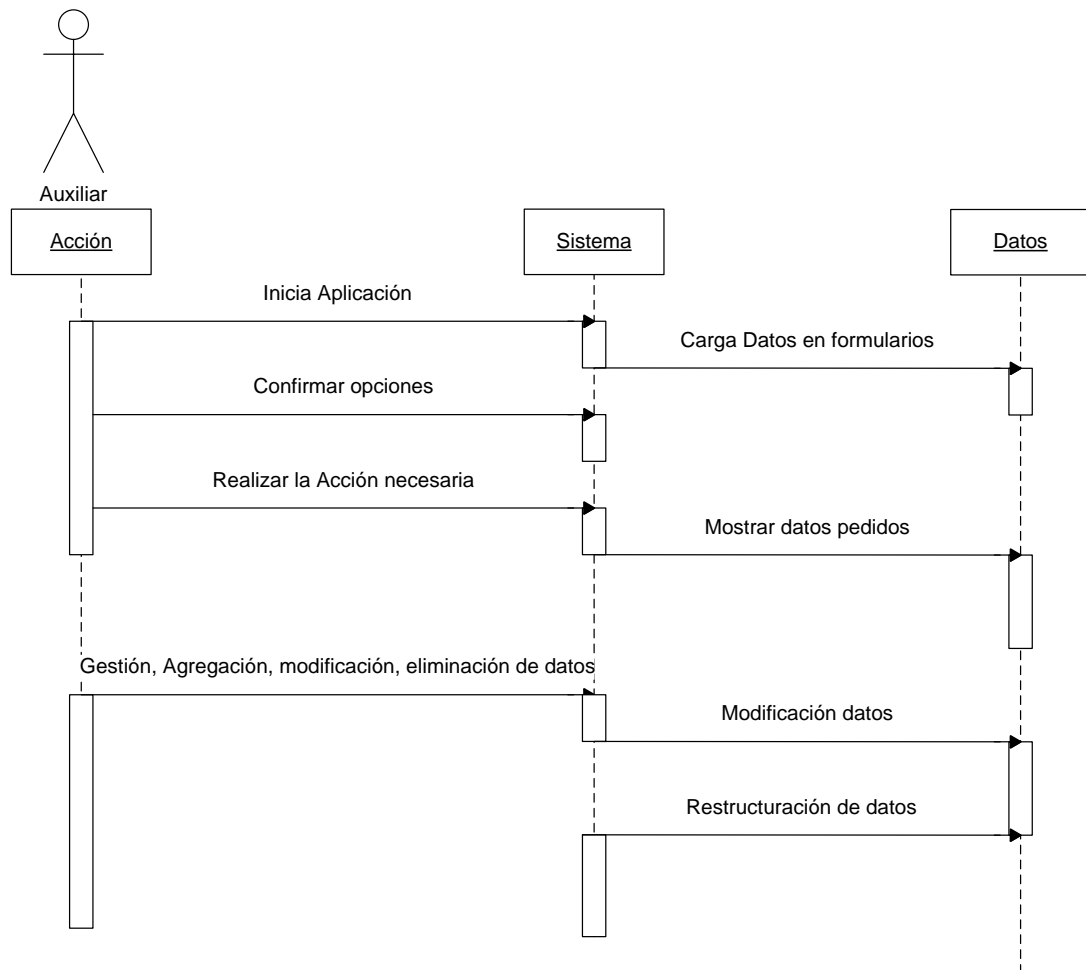 Auxiliar
Acción
Sistema
Datos
Inicia Aplicación
Carga Datos en formularios
Confirmar opciones
Realizar la Acción necesaria
Mostrar datos pedidos
Gestión, Agregación, modificación, eliminación de datos
Modificación datos
Restructuración de datos